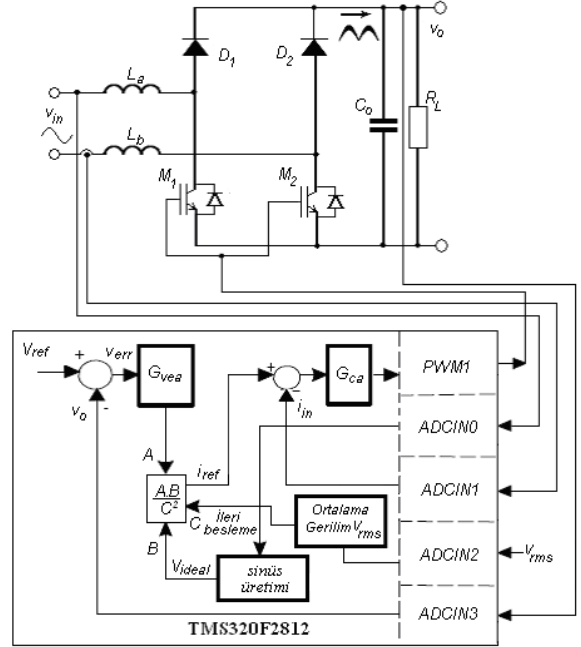 D1
D2
La
vin
Lb
M1
M2
Co
RL
vo
Vref
+
verr
Gvea
vo
-
A
A.B
C²
B
iref
+
-
iin
Gca
C
İleri
besleme
Ortalama
Gerilim Vrms
Videal
sinüs
üretimi
PWM1
ADCIN0
ADCIN1
ADCIN2
ADCIN3
Vrms
TMS320F2812